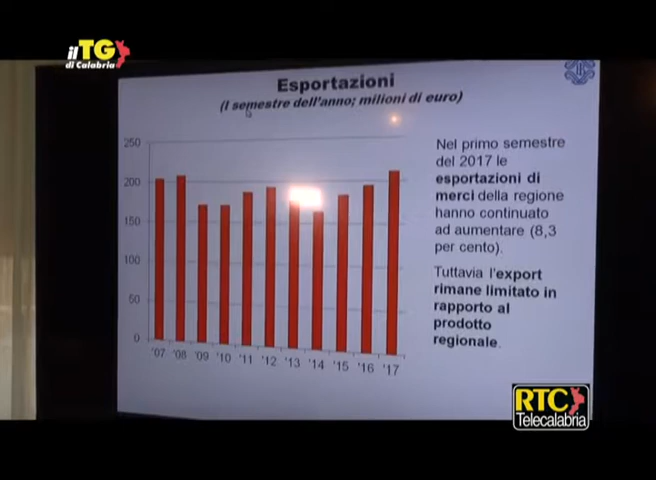 il TG
di Calabria
Esportazioni
(I semestre dell'anno; milioni di euro)
250
200
150
100
50
0
'07 '08 '09 '10 '11 '12 '13 '14 '15 '16 '17
Nel primo semestre
del 2017 le
esportazioni di
merci della regione
hanno continuato
ad aumentare (8,3
per cento).
Tuttavia l'export
rimane limitato in
rapporto al
prodotto
regionale.
RTC
Telecalabria